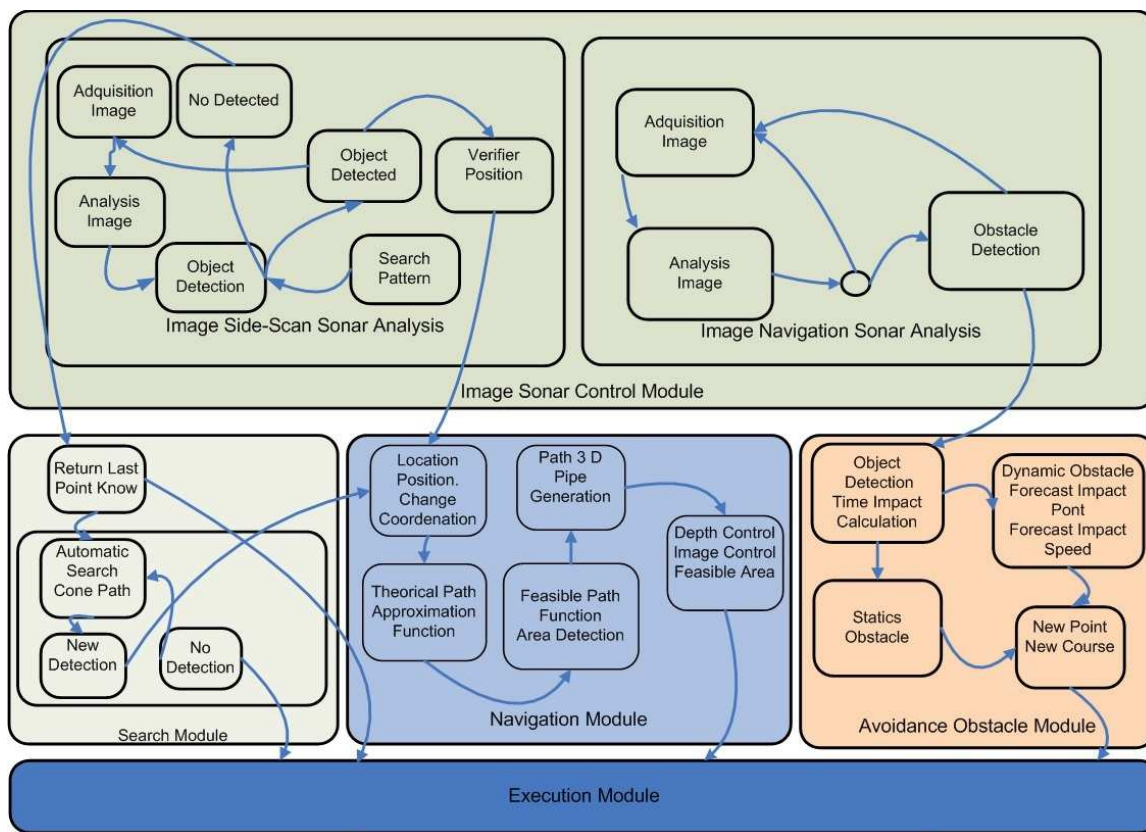 Adquisition
Image
No Detected
Object
Detected
Verifier
Position
Analysis
Image
Object
Detection
Search
Pattern
Image Side-Scan Sonar Analysis
Adquisition
Image
Analysis
Image
Obstacle
Detection
Image Navigation Sonar Analysis
Image Sonar Control Module
Return Last
Point Know
Automatic
Search
Cone Path
New
Detection
No
Detection
Search Module
Location
Position.
Change
Coordenation
Path 3 D
Pipe
Generation
Depth Control
Image Control
Feasible Area
Theorical Path
Approximation
Function
Feasible Path
Function
Area Detection
Navigation Module
Object
Detection
Time Impact
Calculation
Dynamic Obstacle
Forecast Impact
Pont
Forecast Impact
Speed
Statics
Obstacle
New Point
New Course
Avoidance Obstacle Module
Execution Module